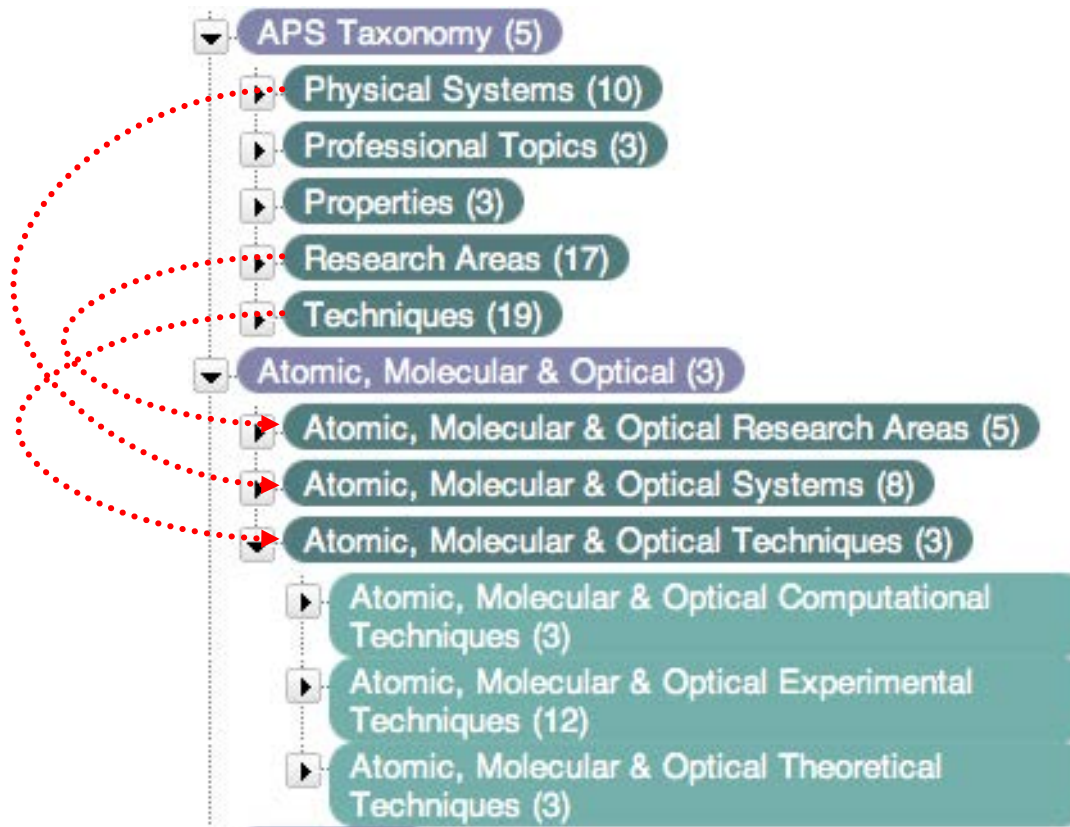 APS Taxonomy (5)
Physical Systems (10)
Professional Topics (3)
Properties (3)
Research Areas (17)
Techniques (19)
Atomic, Molecular & Optical (3)
Atomic, Molecular & Optical Research Areas (5)
Atomic, Molecular & Optical Systems (8)
Atomic, Molecular & Optical Techniques (3)
Atomic, Molecular & Optical Computational
Techniques (3)
Atomic, Molecular & Optical Experimental
Techniques (12)
Atomic, Molecular & Optical Theoretical
Techniques (3)